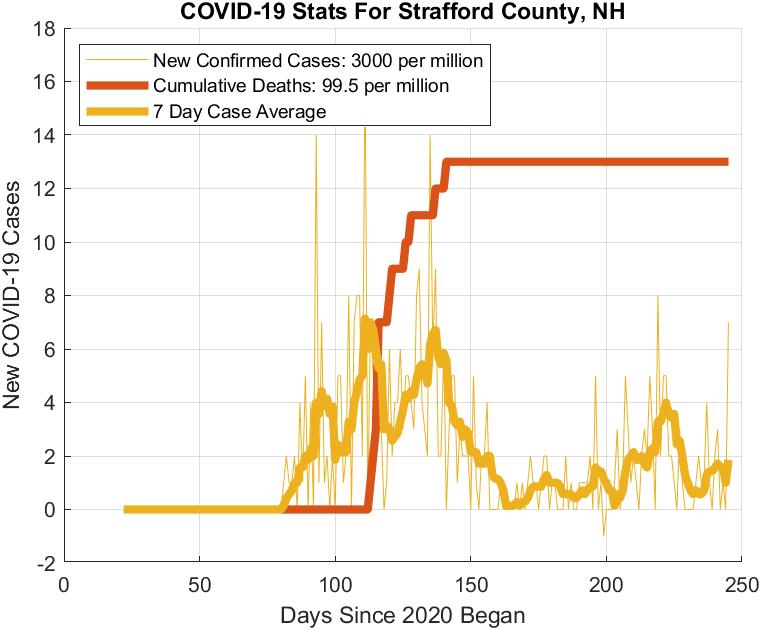 COVID-19 Stats For Strafford County, NH
New Confirmed Cases: 3000 per million
Cumulative Deaths: 99.5 per million
7 Day Case Average
New COVID-19 Cases
18
16
14
12
10
8
6
4
2
0
-2
0 50 100 150 200 250
Days Since 2020 Began